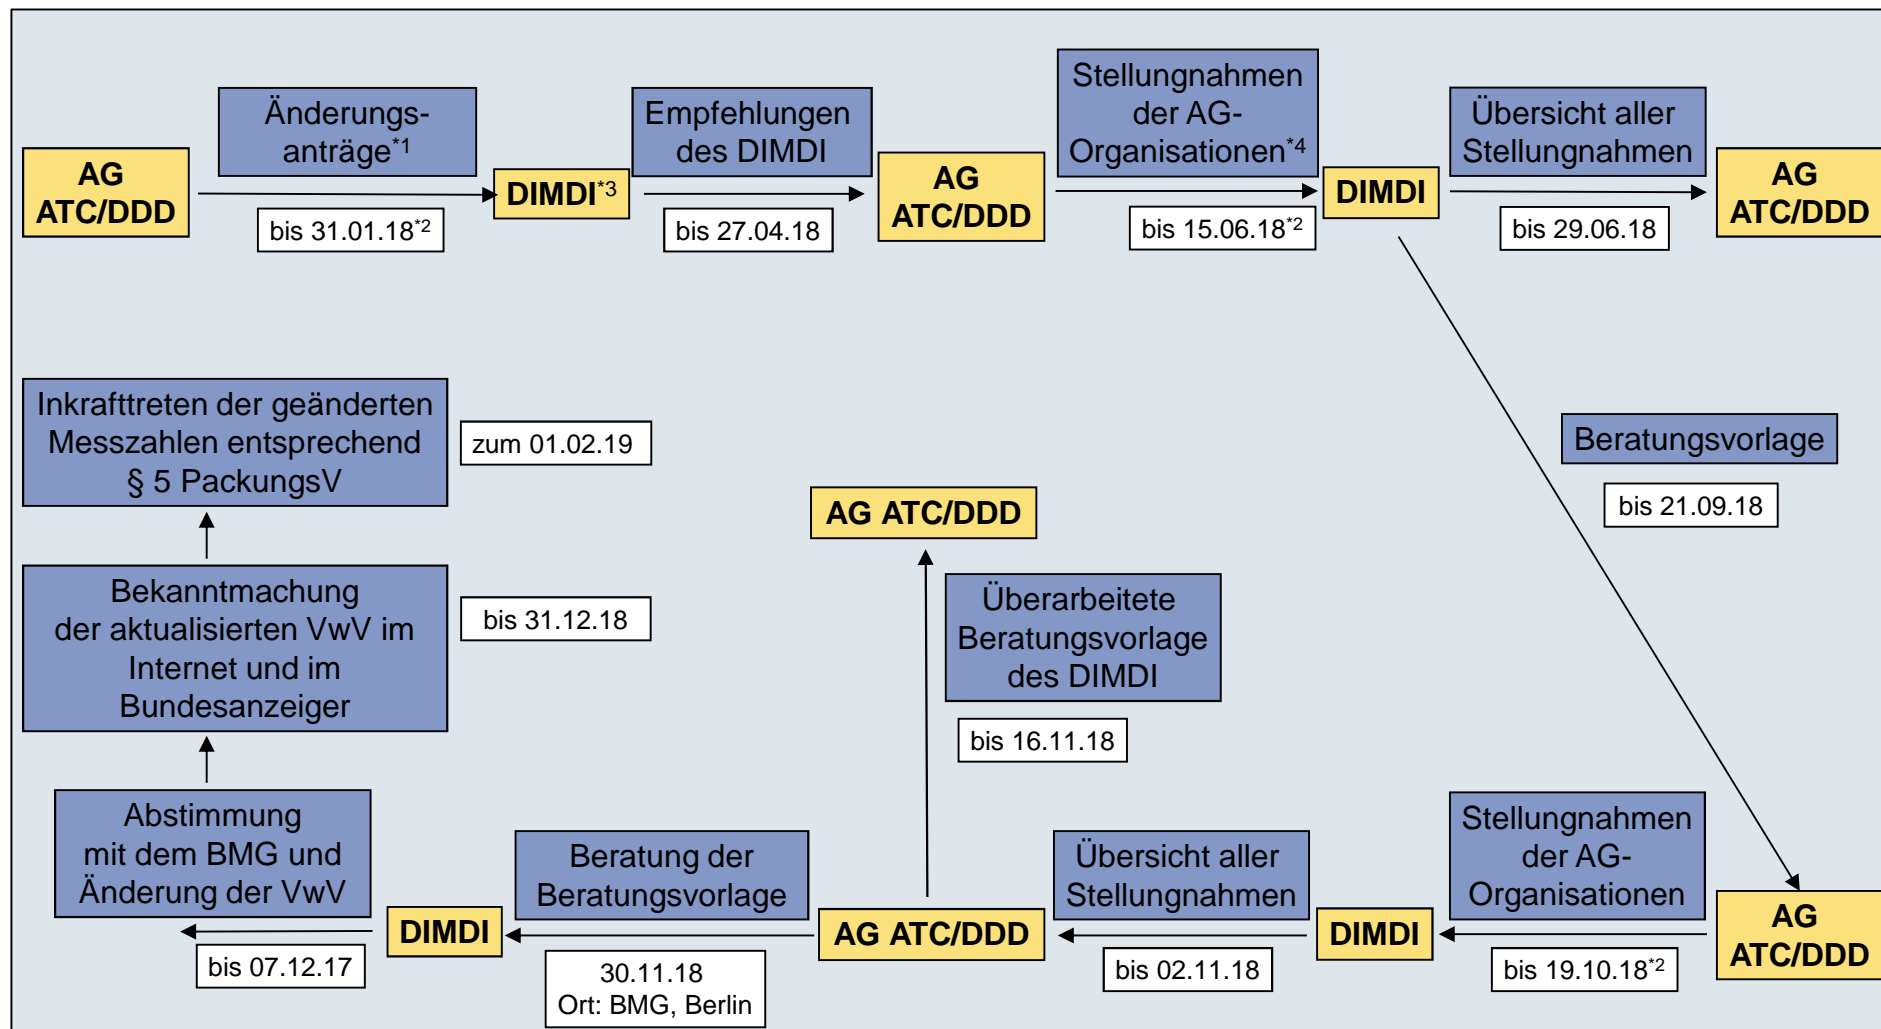 AG
ATC/DDD
Änderungs-
anträge*1
bis 31.01.18*2
DIMDI*3
Empfehlungen
des DIMDI
bis 27.04.18
AG
ATC/DDD
Stellungnahmen
der AG-
Organisationen*4
bis 15.06.18*2
DIMDI
Übersicht aller
Stellungnahmen
bis 29.06.18
AG
ATC/DDD
Beratungsvorlage
bis 21.09.18
AG
ATC/DDD
Stellungnahmen
der AG-
Organisationen
bis 19.10.18*2
DIMDI
Übersicht aller
Stellungnahmen
bis 02.11.18
AG ATC/DDD
Überarbeitete
Beratungsvorlage
des DIMDI
bis 16.11.18
AG ATC/DDD
Beratung der
Beratungsvorlage
30.11.18
Ort: BMG, Berlin
DIMDI
Abstimmung
mit dem BMG und
Änderung der VwV
bis 07.12.17
Bekanntmachung
der aktualisierten VwV im
Internet und im
Bundesanzeiger
bis 31.12.18
Inkrafttreten der geänderten
Messzahlen entsprechend
§ 5 PackungsV
zum 01.02.19